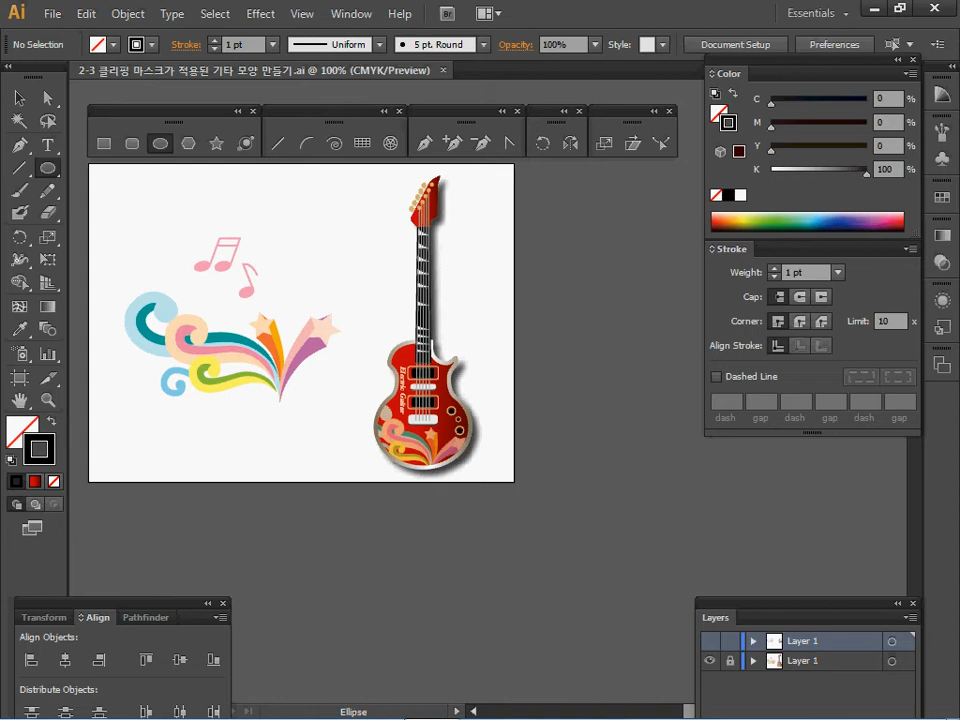 Ai File Edit Object Type Select Effect View Window Help Br Essentials
No Selection Stroke: 1 pt Uniform 5 pt. Round Opacity: 100% Style: Document Setup Preferences
2-3 클리핑 마스크가 적용된 기타 모양 만들기.ai @ 100% (CMYK/Preview)
Color
C 0 %
M 0 %
Y 0 %
K 100 %
Stroke
Weight: 1 pt
Cap:
Corner: Limit: 10 x
Align Stroke:
Dashed Line
dash gap dash gap dash gap
Electric Guitar
Transform Align Pathfinder
Align Objects:
Distribute Objects:
Layers
Layer 1
Layer 1
Ellipse